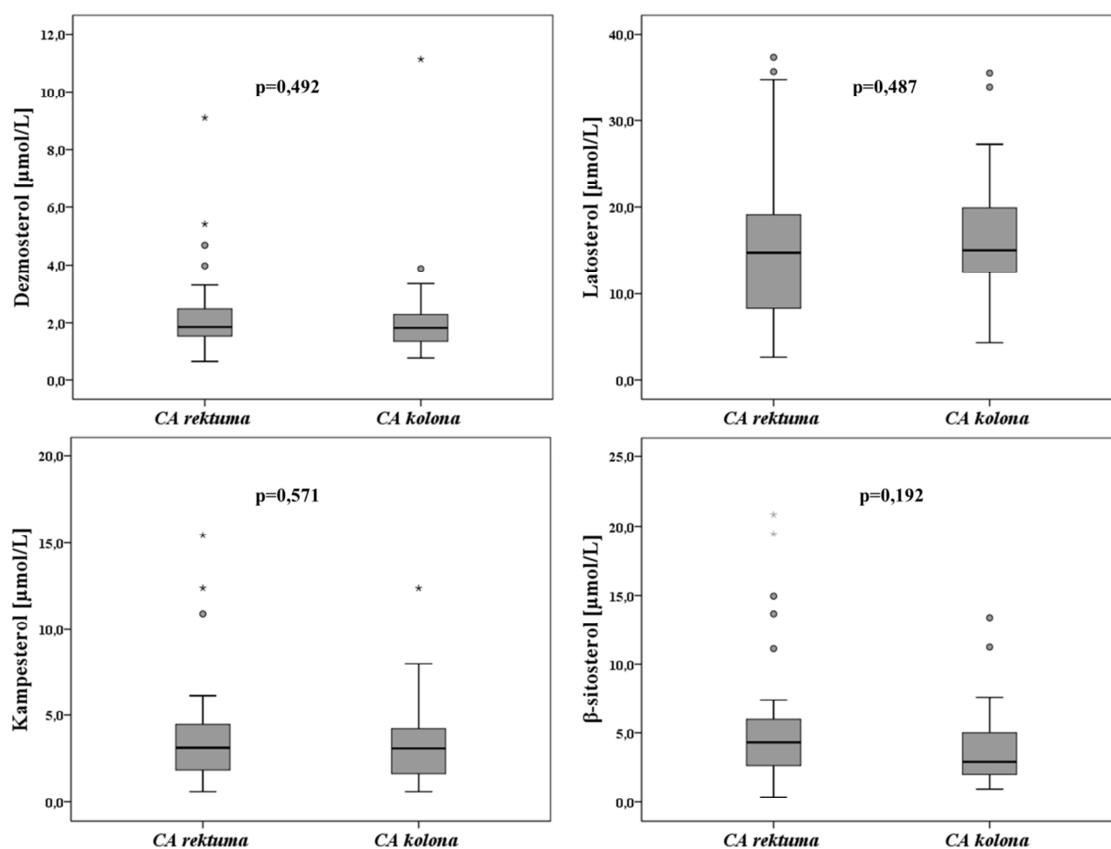 Dezmosterol [µmol/L]
12,0
10,0
8,0
6,0
4,0
2,0
0,0
p=0,492
CA rektuma
CA kolona
Latosterol [µmol/L]
40,0
30,0
20,0
10,0
0,0
p=0,487
CA rektuma
CA kolona
Kampesterol [µmol/L]
20,0
15,0
10,0
5,0
0,0
p=0,571
CA rektuma
CA kolona
β-sitosterol [µmol/L]
25,0
20,0
15,0
10,0
5,0
0,0
p=0,192
CA rektuma
CA kolona